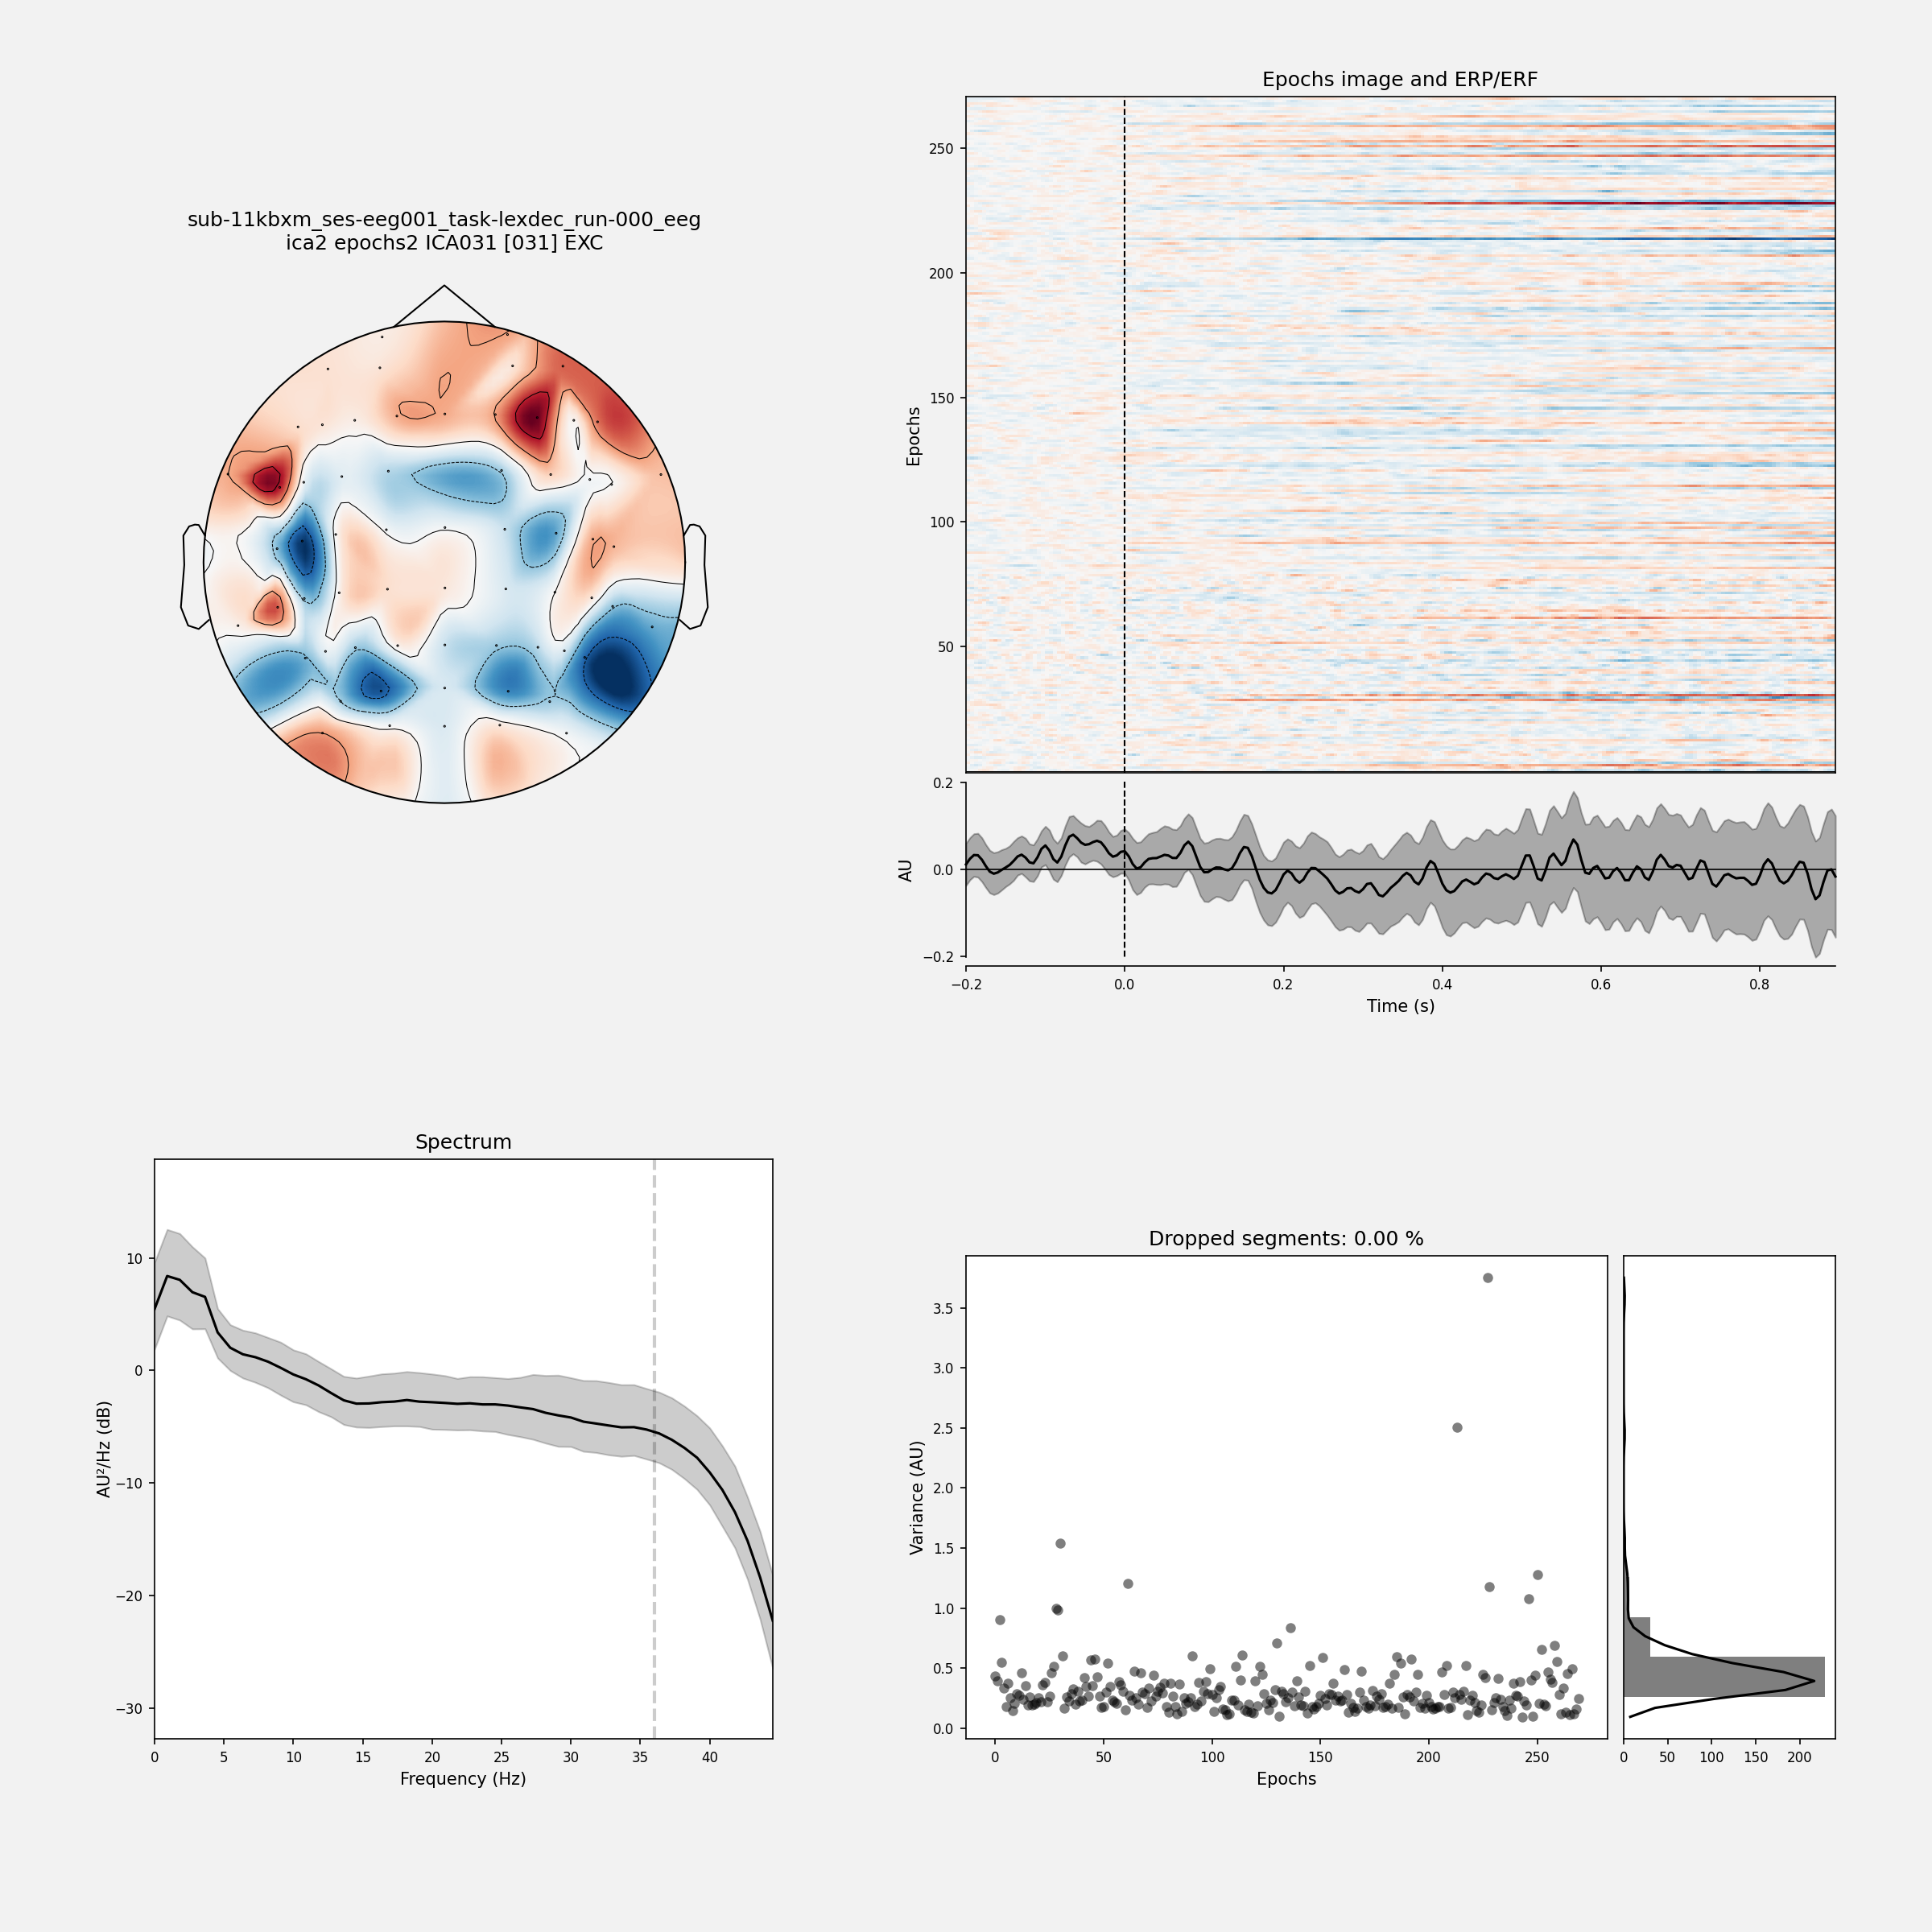 Epochs image and ERP/ERF
sub-11kbxm_ses-eeg001_task-lexdec_run-000_eeg
ica2 epochs2 ICA031 [031] EXC
250
200
150
100
50
Epochs
0.2
0.0
−0.2
AU
−0.2 0.0 0.2 0.4 0.6 0.8
Time (s)
Spectrum
10
0
−10
−20
−30
AU²/Hz (dB)
0 5 10 15 20 25 30 35 40
Frequency (Hz)
Dropped segments: 0.00 %
3.5
3.0
2.5
2.0
1.5
1.0
0.5
0.0
Variance (AU)
0 50 100 150 200 250
Epochs
0 50 100 150 200